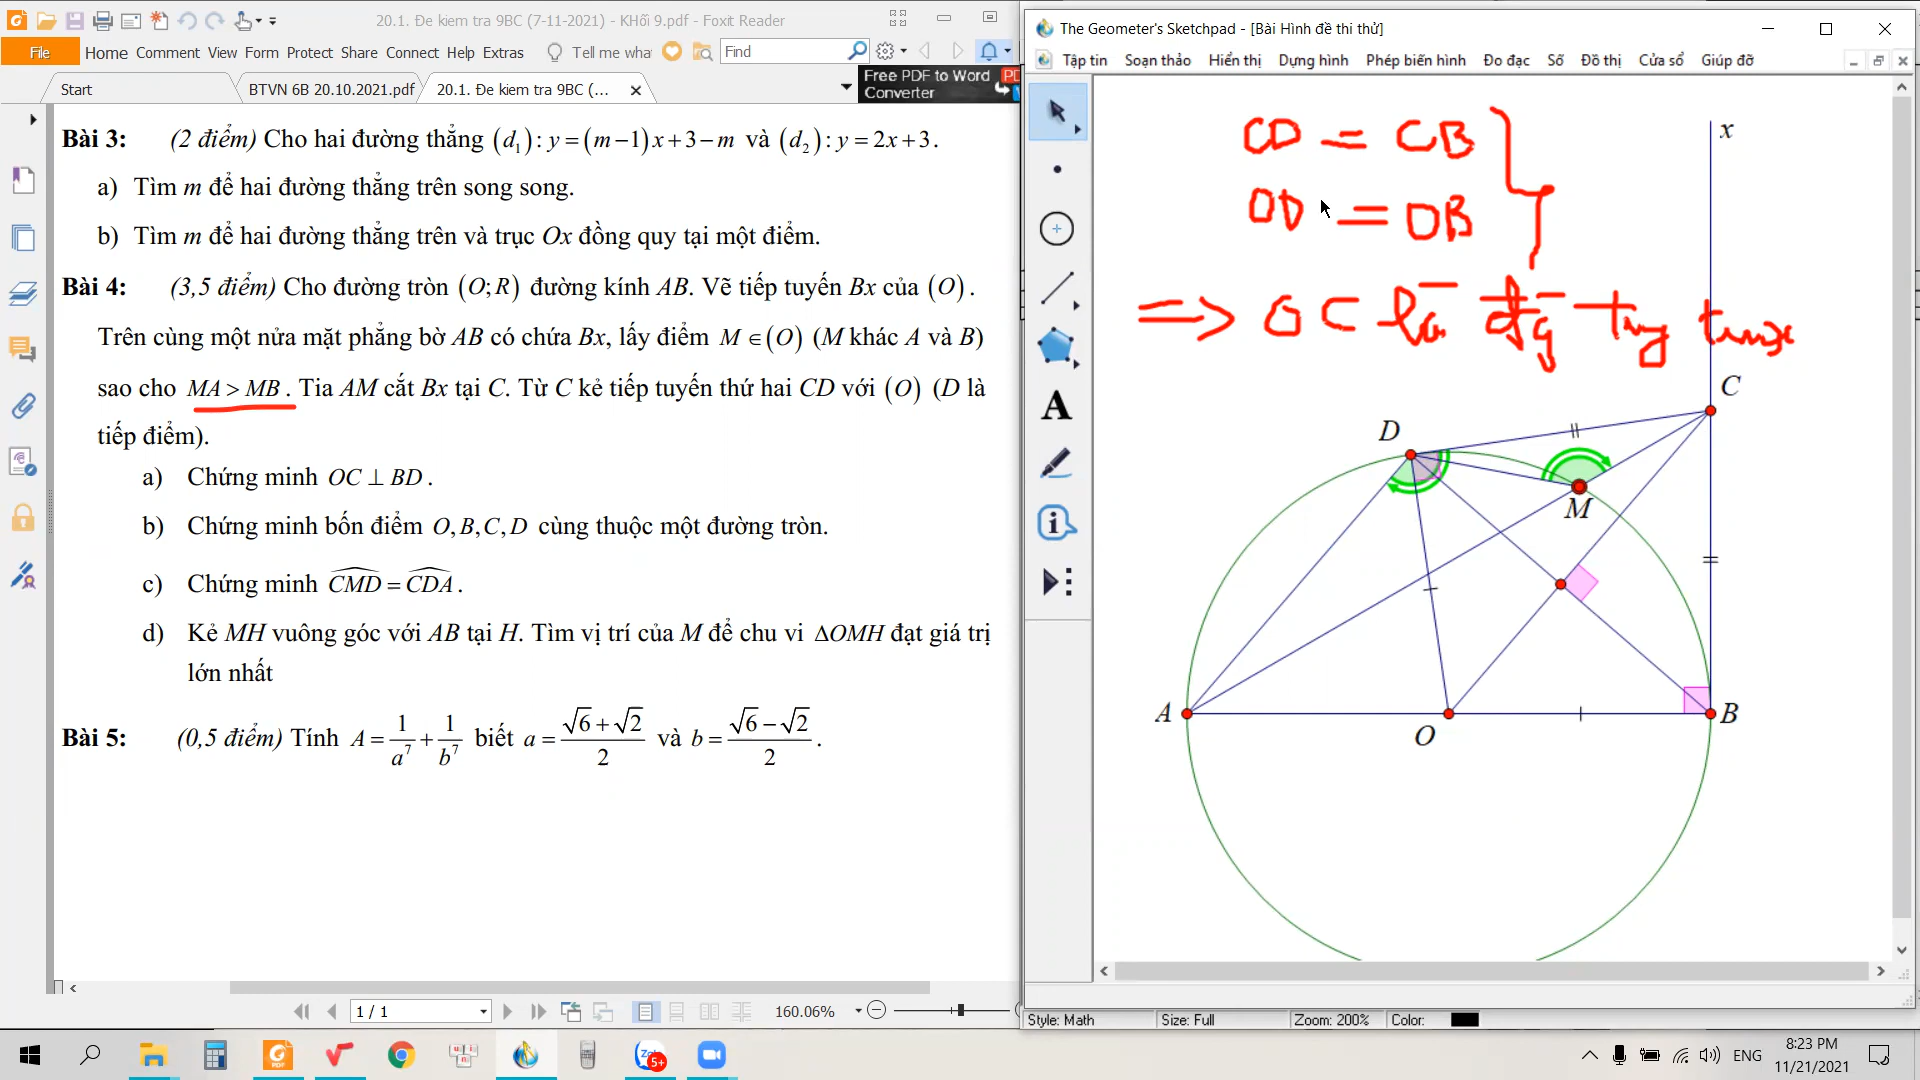 20.1. Đe kiem tra 9BC (7-11-2021) - KHối 9.pdf - Foxit Reader
File Home Comment View Form Protect Share Connect Help Extras Tell me wha Find
Start BTVN 6B 20.10.2021.pdf 20.1. Đe kiem tra 9BC (...
Free PDF to Word
Converter
Bài 3: (2 điểm) Cho hai đường thẳng (d₁): y = (m−1)x+3−m và (d₂): y = 2x+3.
a) Tìm m để hai đường thẳng trên song song.
b) Tìm m để hai đường thẳng trên và trục Ox đồng quy tại một điểm.
Bài 4: (3,5 điểm) Cho đường tròn (O;R) đường kính AB. Vẽ tiếp tuyến Bx của (O).
Trên cùng một nửa mặt phẳng bờ AB có chứa Bx, lấy điểm M ∈ (O) (M khác A và B)
sao cho MA > MB. Tia AM cắt Bx tại C. Từ C kẻ tiếp tuyến thứ hai CD với (O) (D là
tiếp điểm).
a) Chứng minh OC ⊥ BD.
b) Chứng minh bốn điểm O,B,C,D cùng thuộc một đường tròn.
c) Chứng minh CMD = CDA.
d) Kẻ MH vuông góc với AB tại H. Tìm vị trí của M để chu vi ΔOMH đạt giá trị
lớn nhất
Bài 5: (0,5 điểm) Tính A = 1/a⁷ + 1/b⁷ biết a = (√6+√2)/2 và b = (√6−√2)/2.
1 / 1 160.06%
The Geometer's Sketchpad - [Bài Hình đề thi thử]
Tập tin Soạn thảo Hiển thị Dựng hình Phép biến hình Đo đạc Số Đồ thị Cửa sổ Giúp đỡ
CD = CB
OD = OB
=> OC là
x
C
D
M
A
O
B
Style: Math Size: Full Zoom: 200% Color:
5+
ENG
8:23 PM
11/21/2021